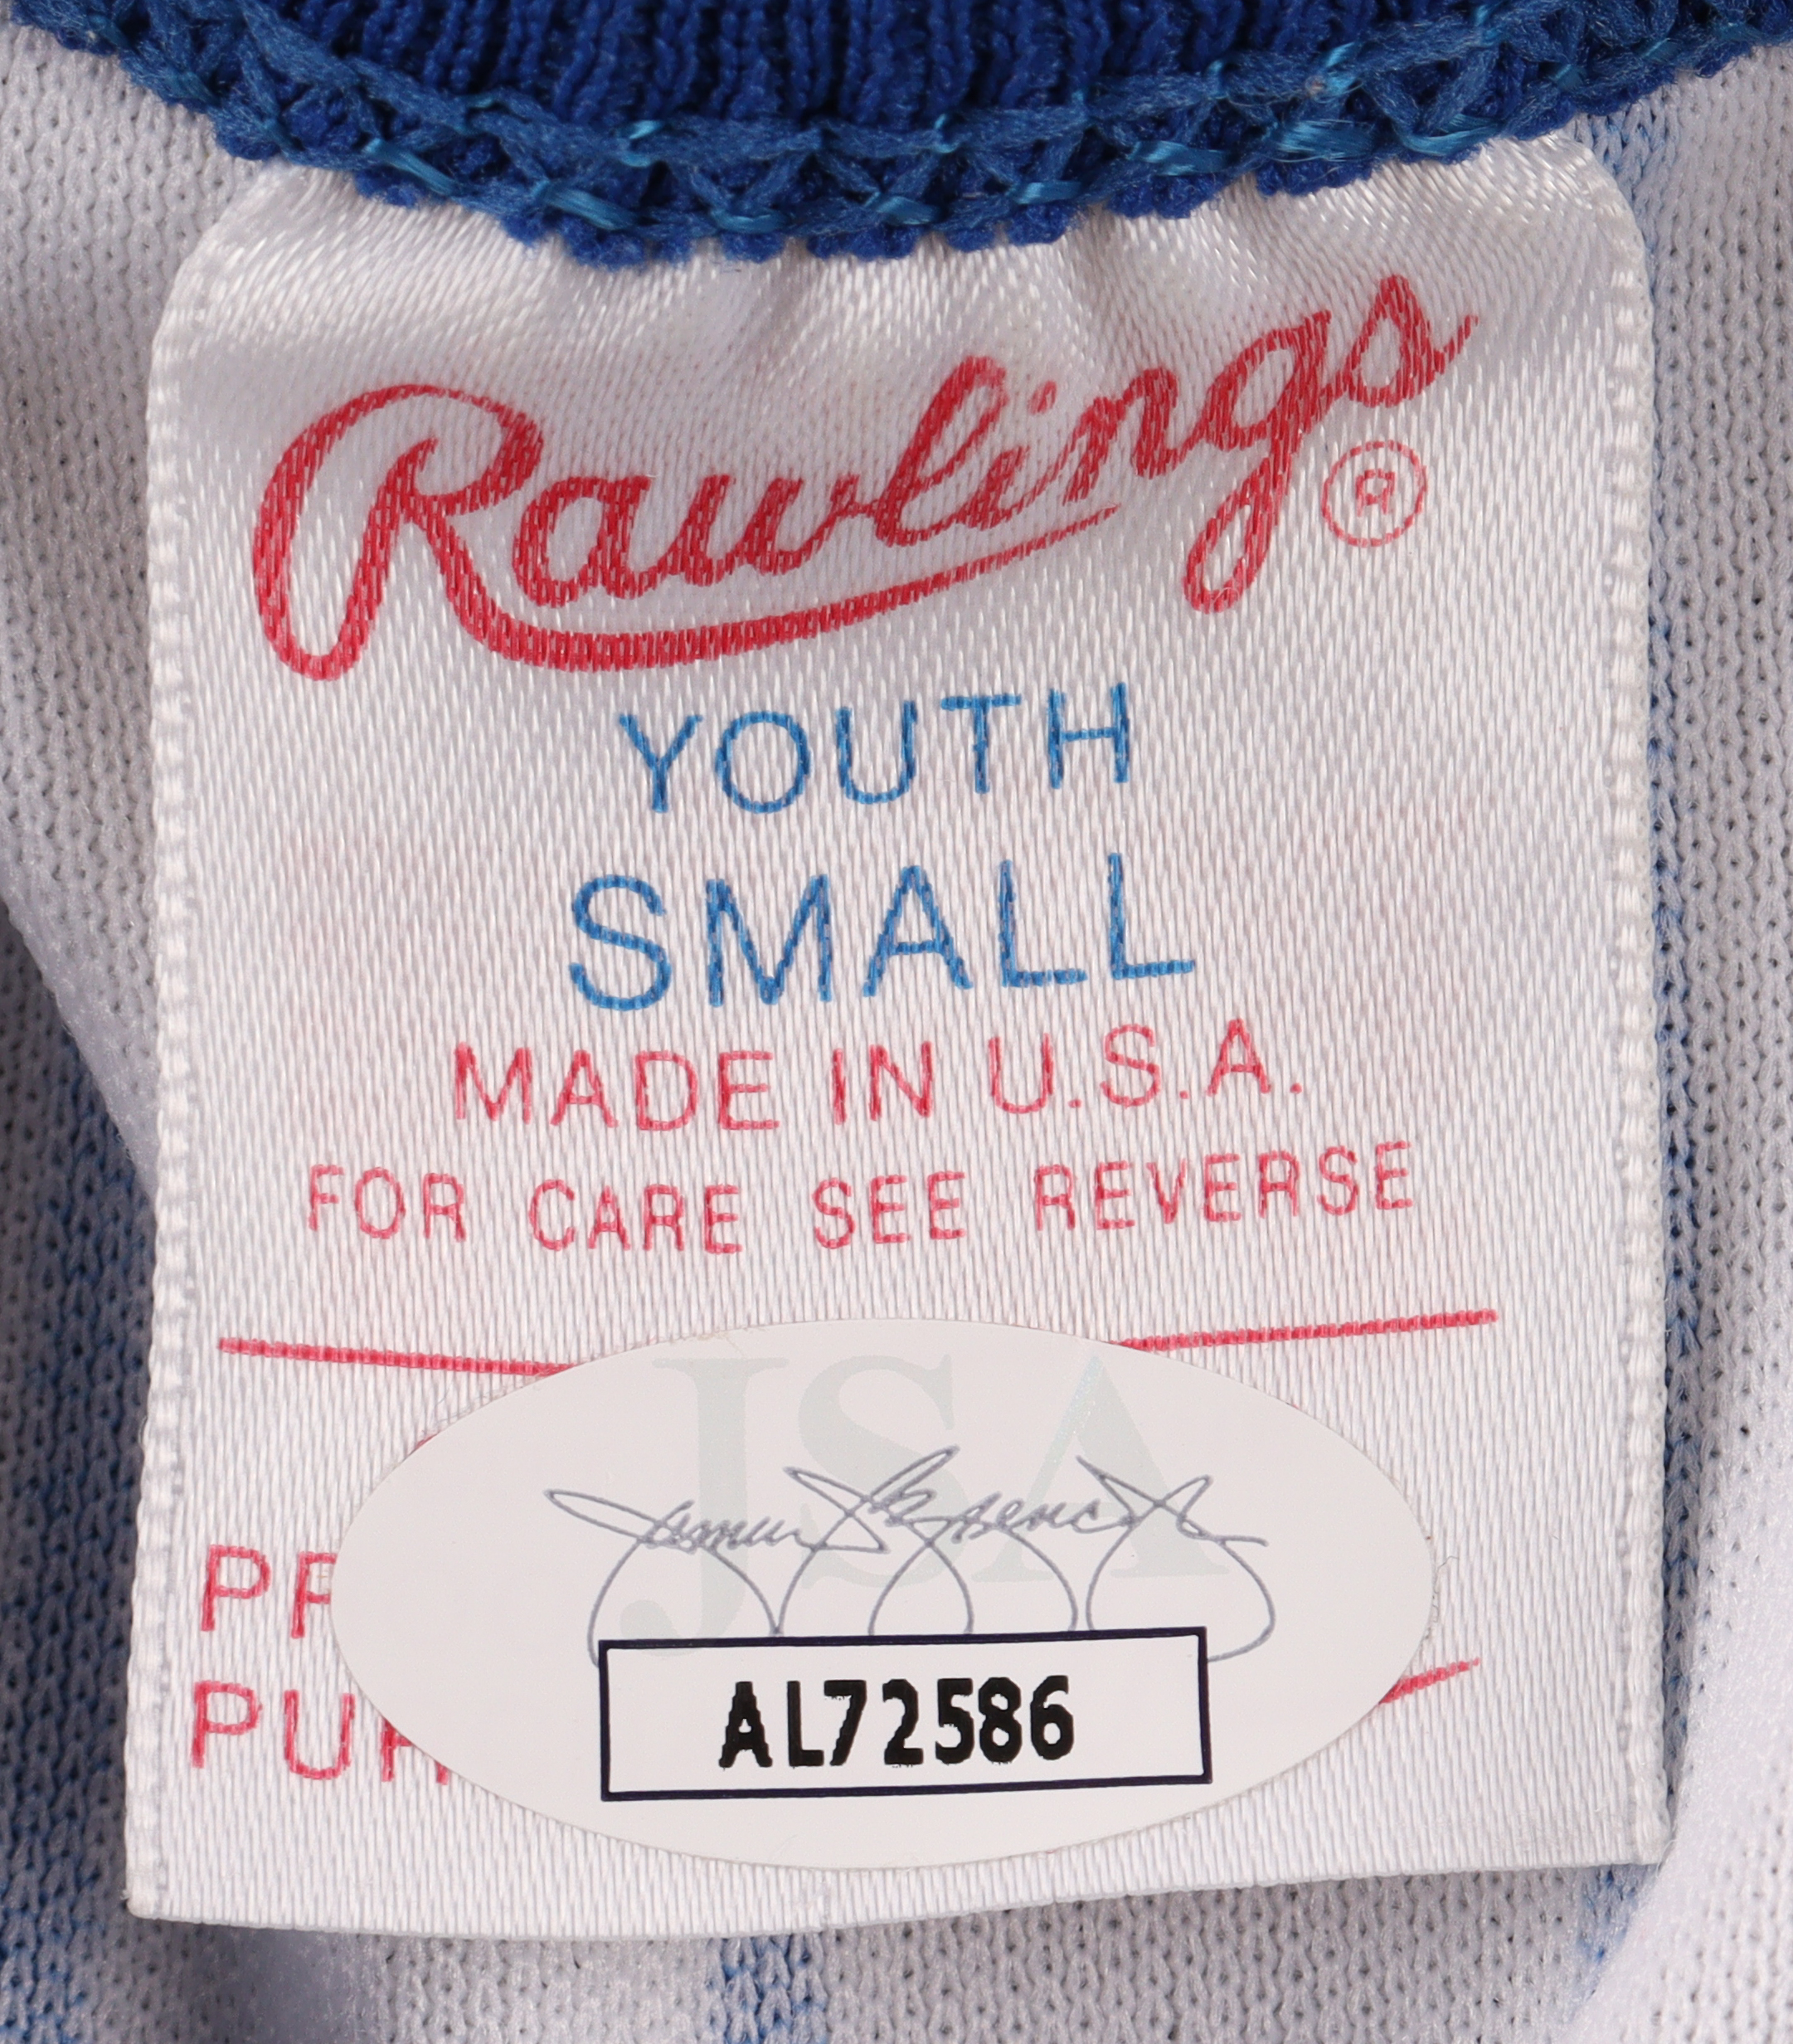 Rawlings ®
YOUTH
SMALL
MADE IN U.S.A.
FOR CARE SEE REVERSE
JSA
AL72586